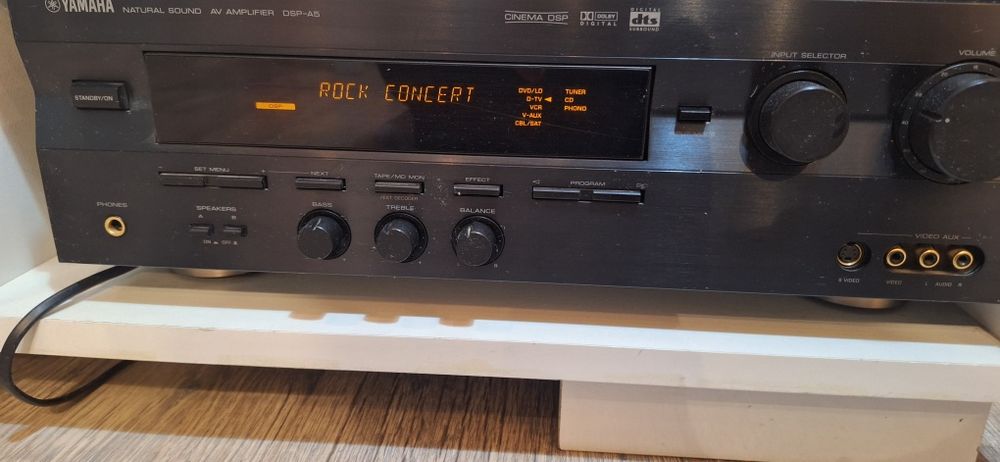 YAMAHA NATURAL SOUND AV AMPLIFIER DSP-A5
CINEMA DSP DOLBY DIGITAL DIGITAL dts SURROUND
INPUT SELECTOR
VOLUME
STANDBY/ON
DSP
ROCK CONCERT
DVD/LD TUNER
D-TV CD
VCR PHONO
V-AUX
CBL/SAT
SET MENU
NEXT
TAPE/MD MON
/EXT. DECODER
EFFECT
PROGRAM
PHONES
SPEAKERS
A B
ON OFF
BASS
TREBLE
BALANCE
VIDEO AUX
S VIDEO
VIDEO
L AUDIO R